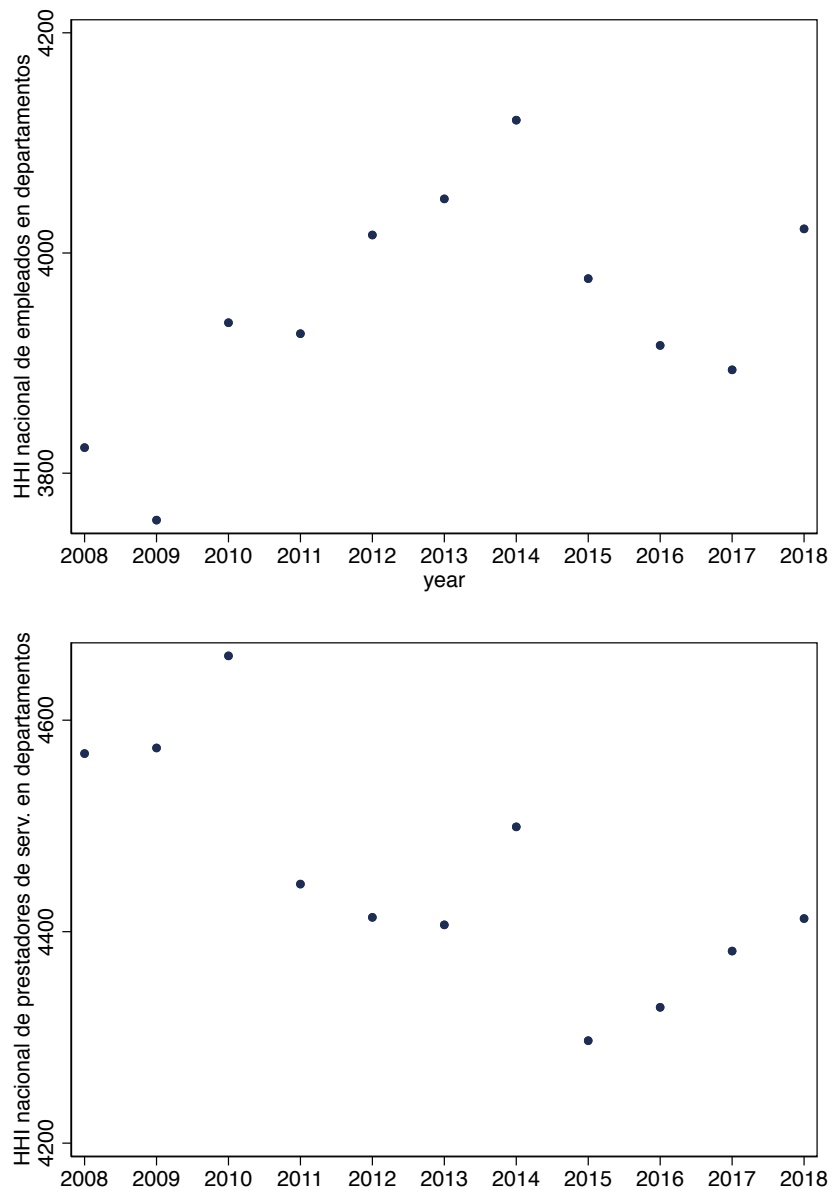 HHI nacional de empleados en departamentos
4200
4000
3800
2008 2009 2010 2011 2012 2013 2014 2015 2016 2017 2018
year
HHI nacional de prestadores de serv. en departamentos
4600
4400
4200
2008 2009 2010 2011 2012 2013 2014 2015 2016 2017 2018